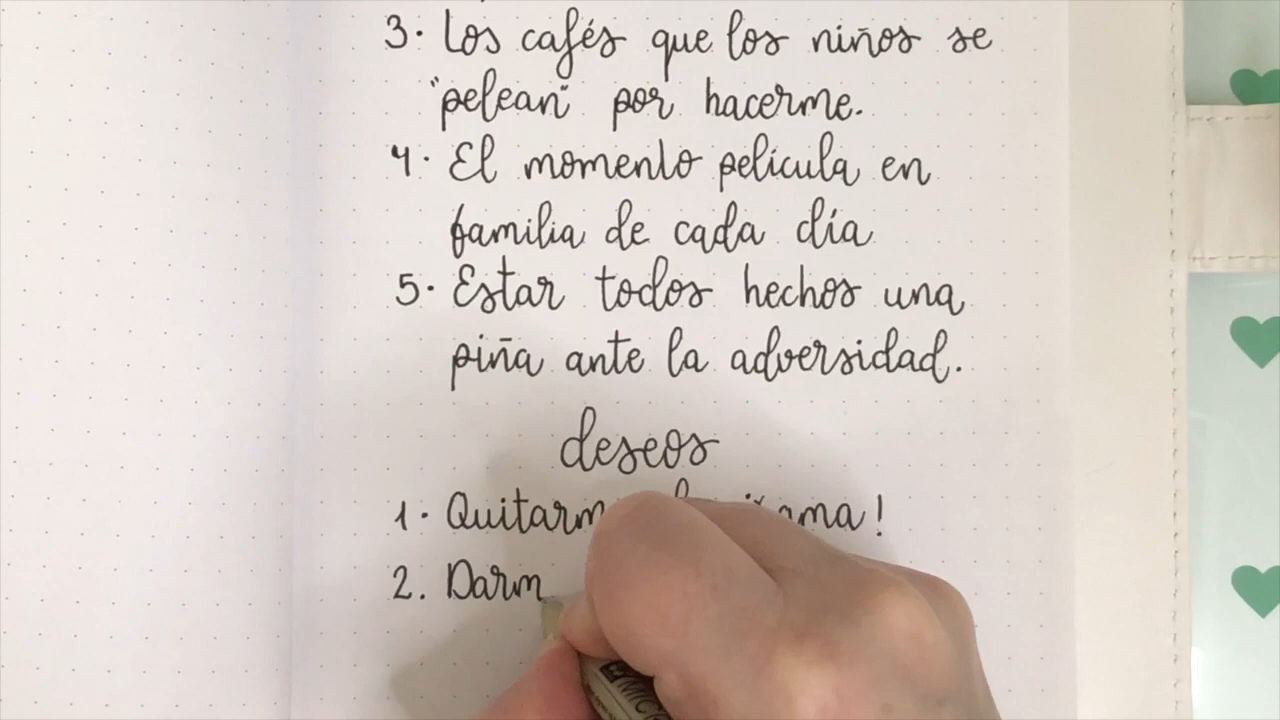 3. Los cafés que los niños se
"pelean" por hacerme.
4. El momento película en
familia de cada día
5. Estar todos hechos una
piña ante la adversidad.
deseos
1. Quitarm ama!
2. Darm